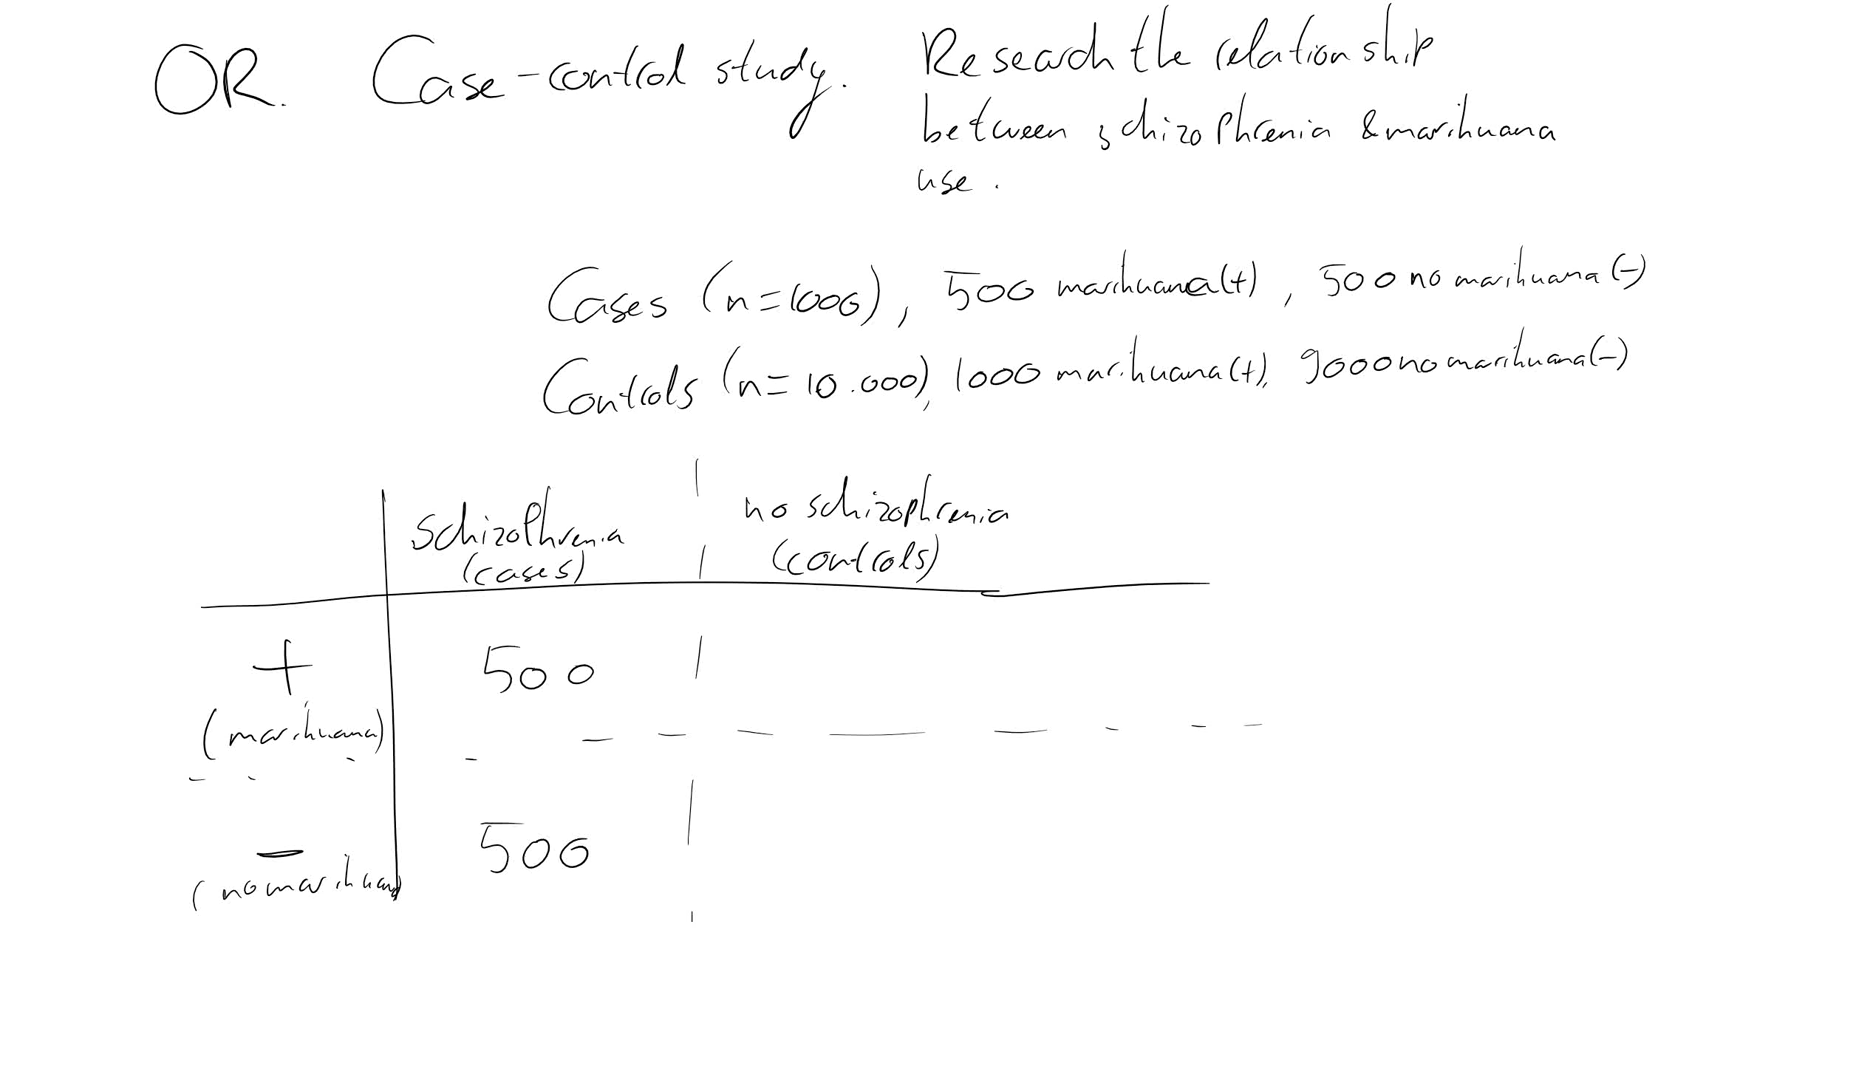 OR. Case-control study. Research the relationship
between schizophrenia & marihuana
use.
Cases (n=1000), 500 marihuana(+), 500 no marihuana(-)
Controls (n=10.000), 1000 marihuana(+), 9000 no marihuana(-)
schizophrenia no schizophrenia
(cases) (controls)
+ 500
(marihuana)
- 500
(no marihuana)